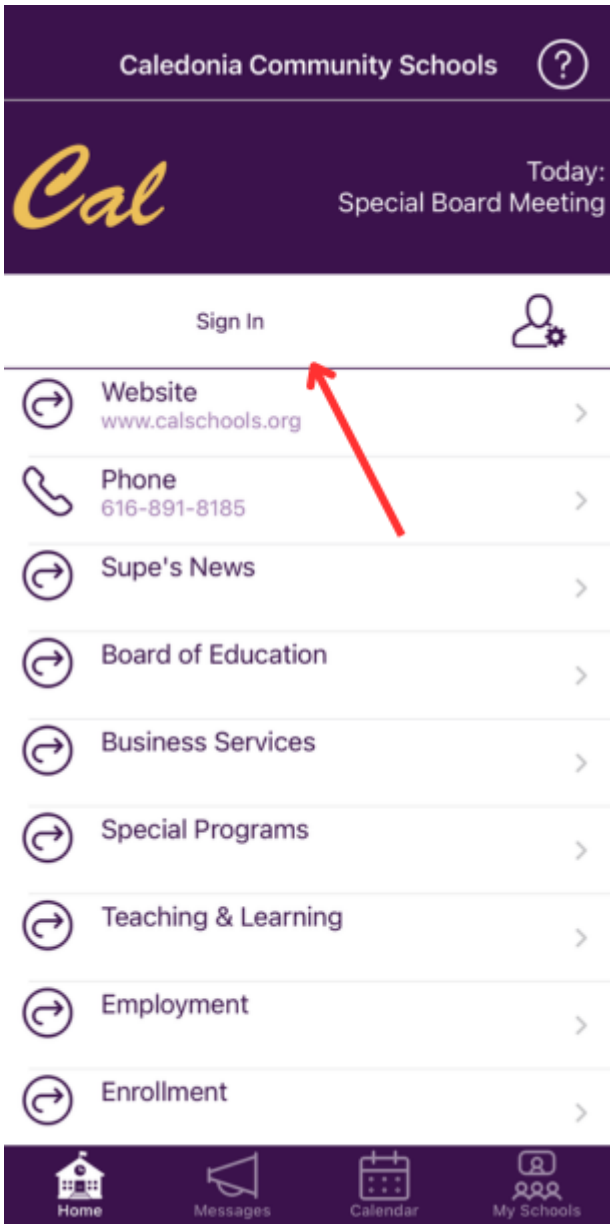 Caledonia Community Schools
?
Cal
Today:
Special Board Meeting
Sign In
Website
www.calschools.org
Phone
616-891-8185
Supe's News
Board of Education
Business Services
Special Programs
Teaching & Learning
Employment
Enrollment
Home Messages Calendar My Schools